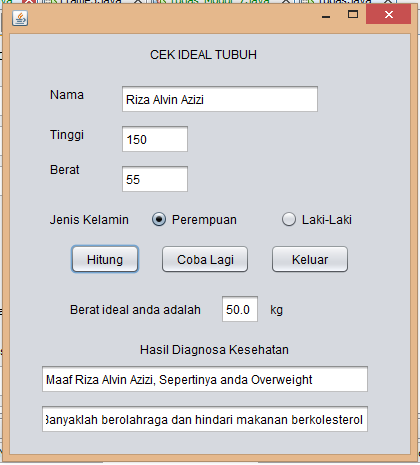 CEK IDEAL TUBUH
Nama Riza Alvin Azizi
Tinggi 150
Berat 55
Jenis Kelamin Perempuan Laki-Laki
Hitung Coba Lagi Keluar
Berat ideal anda adalah 50.0 kg
Hasil Diagnosa Kesehatan
Maaf Riza Alvin Azizi, Sepertinya anda Overweight
Banyaklah berolahraga dan hindari makanan berkolesterol